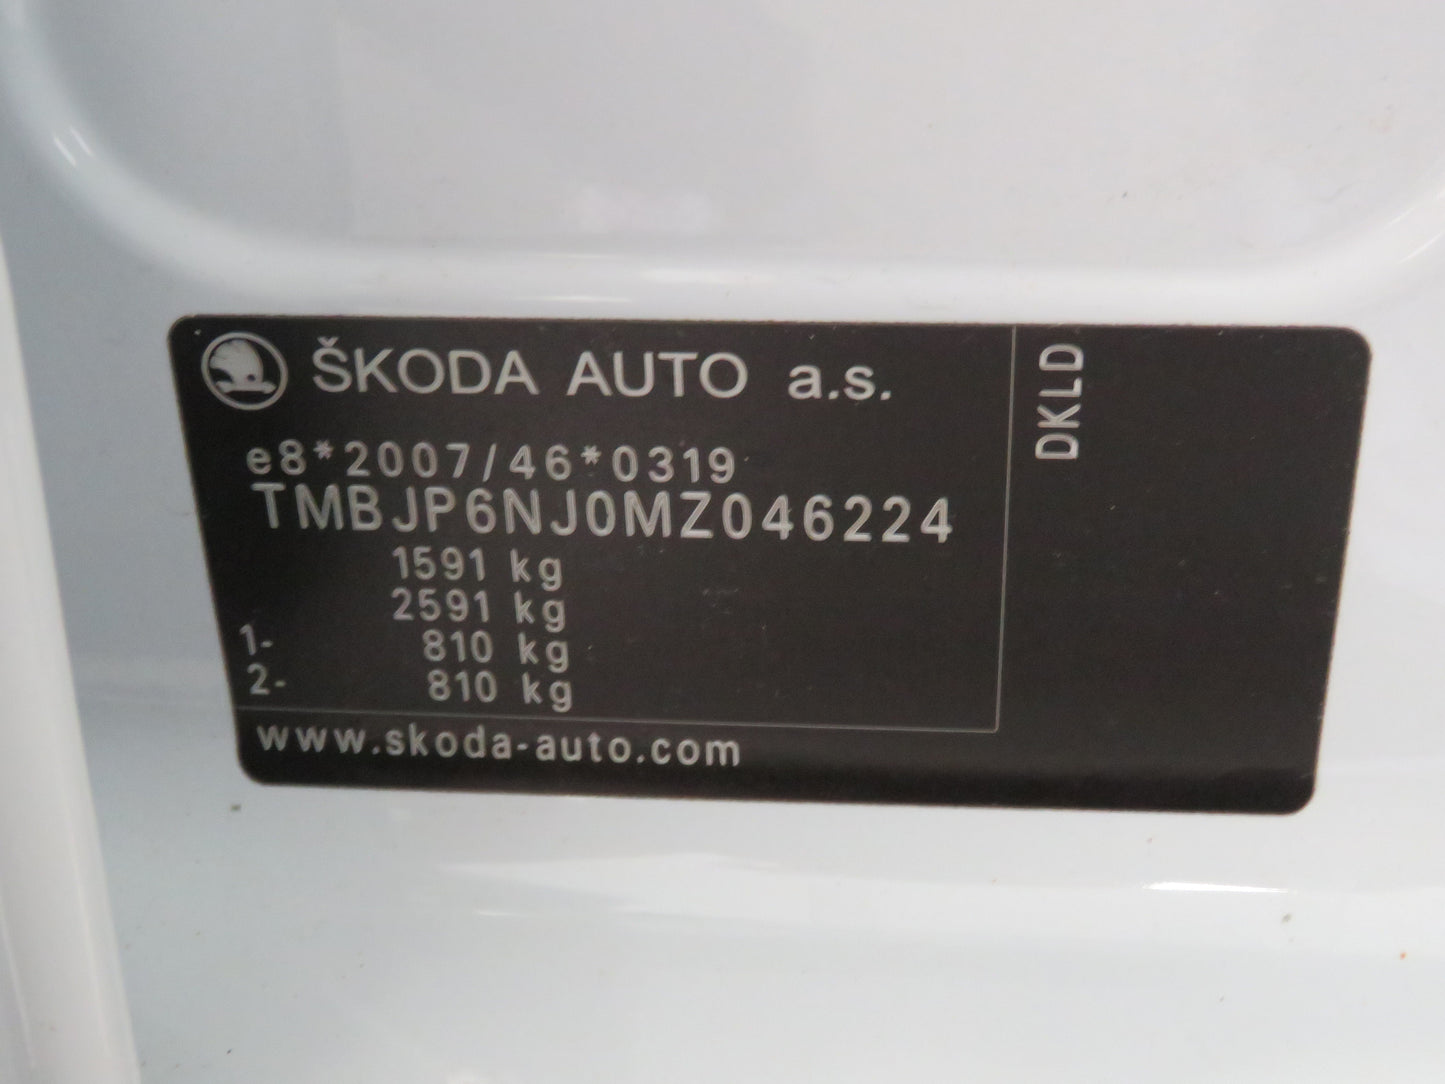 ŠKODA AUTO a.s.
e8*2007/46*0319
TMBJP6NJ0MZ046224
1591 kg
2591 kg
1- 810 kg
2- 810 kg
www.skoda-auto.com
DKLD